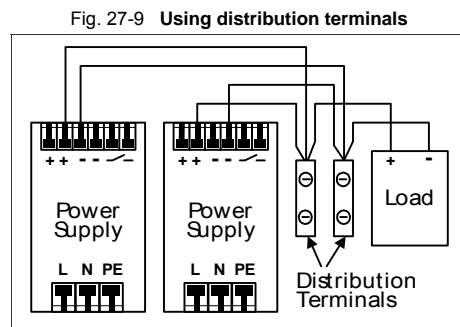 Fig. 27-9 Using distribution terminals
+ + - -
+ + - -
+ -
Power
Supply
Power
Supply
Load
L N PE
L N PE
Distribution
Terminals